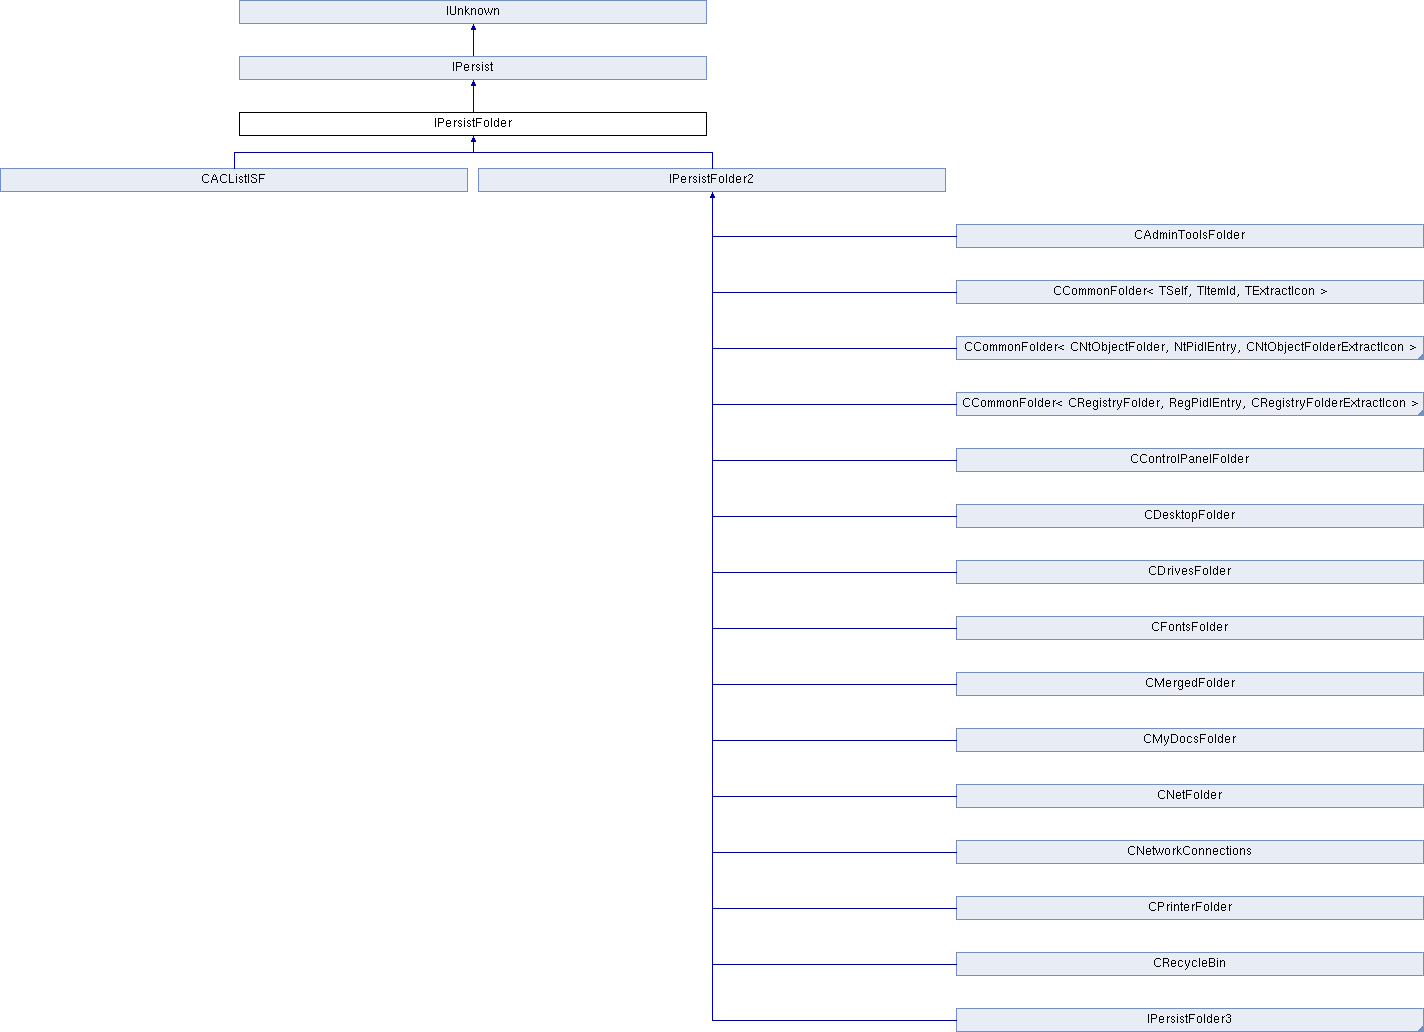 IUnknown
IPersist
IPersistFolder
CACListISF
IPersistFolder2
CAdminToolsFolder
CCommonFolder< TSelf, TItemId, TExtractIcon >
CCommonFolder< CNtObjectFolder, NtPidlEntry, CNtObjectFolderExtractIcon >
CCommonFolder< CRegistryFolder, RegPidlEntry, CRegistryFolderExtractIcon >
CControlPanelFolder
CDesktopFolder
CDrivesFolder
CFontsFolder
CMergedFolder
CMyDocsFolder
CNetFolder
CNetworkConnections
CPrinterFolder
CRecycleBin
IPersistFolder3